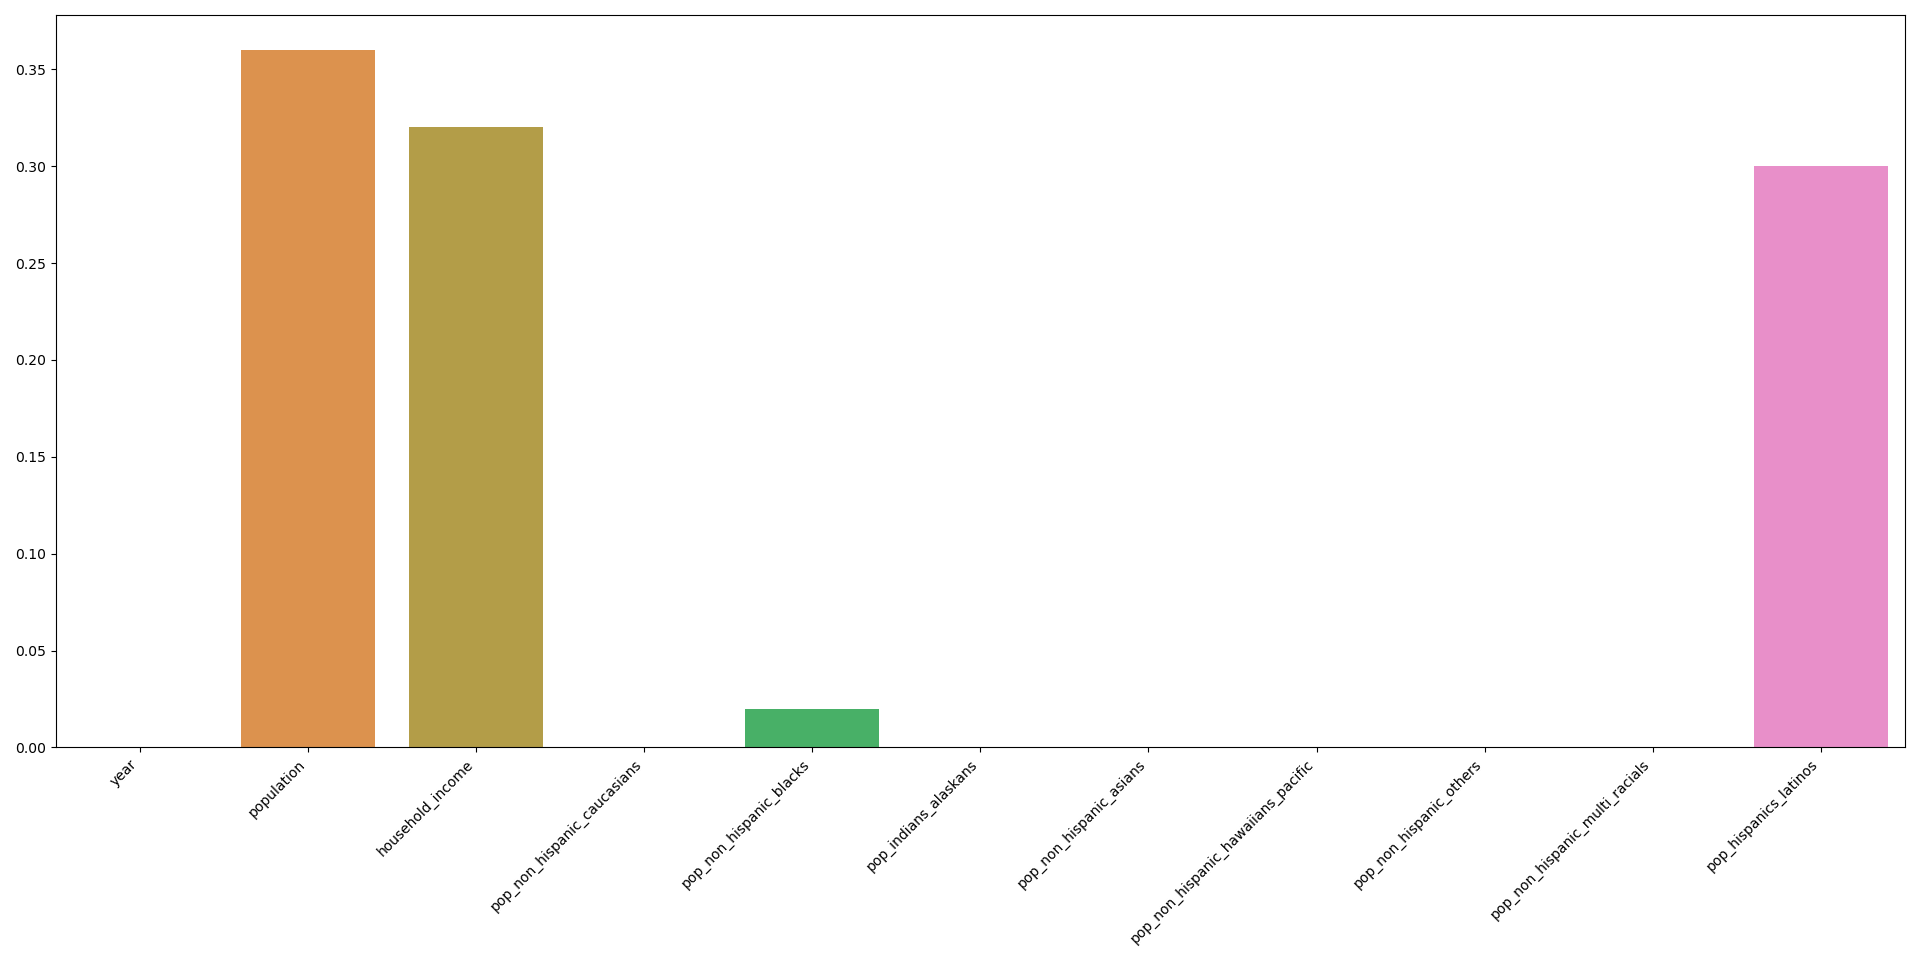 0.35
0.30
0.25
0.20
0.15
0.10
0.05
0.00
year
population
household_income
pop_non_hispanic_caucasians
pop_non_hispanic_blacks
pop_indians_alaskans
pop_non_hispanic_asians
pop_non_hispanic_hawaiians_pacific
pop_non_hispanic_others
pop_non_hispanic_multi_racials
pop_hispanics_latinos